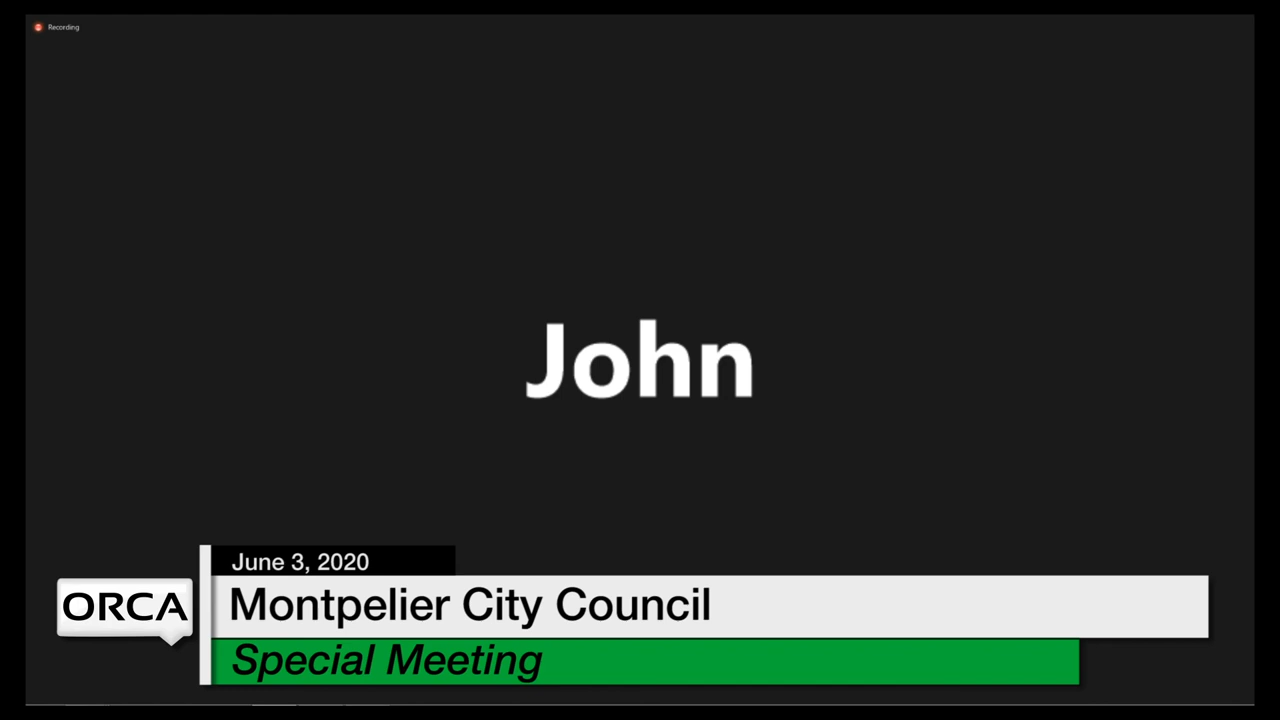 Recording
John
June 3, 2020
ORCA
Montpelier City Council
Special Meeting